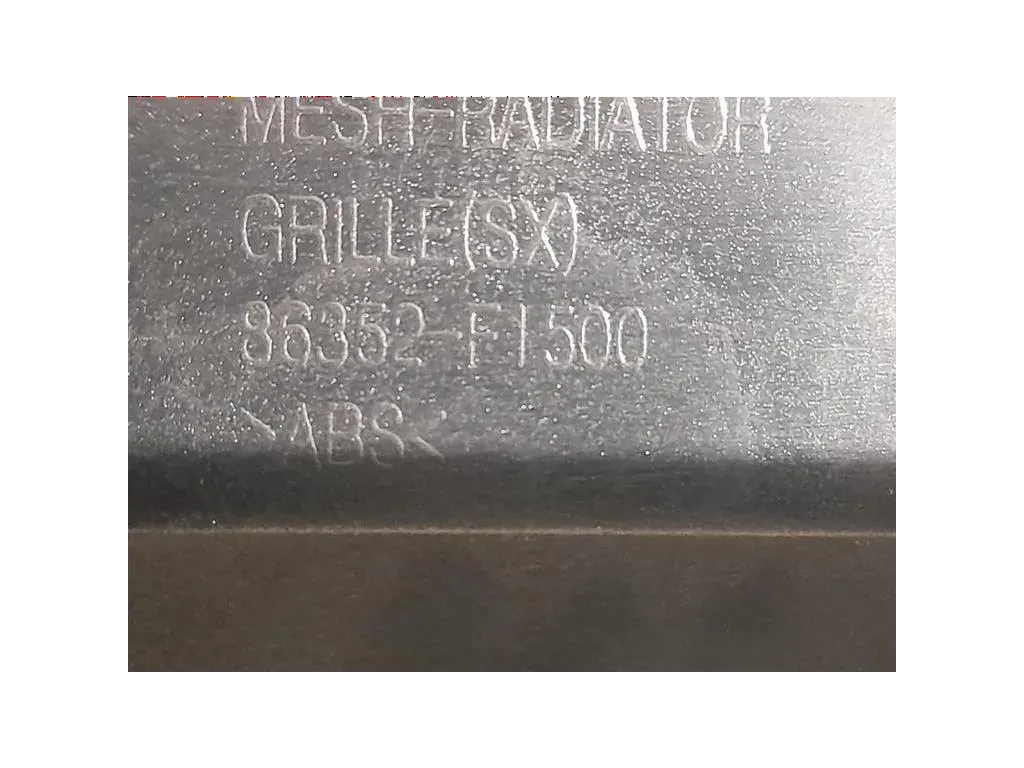 MESH-RADIATOR
GRILLE(SX)
86352-F1500
>ABS<